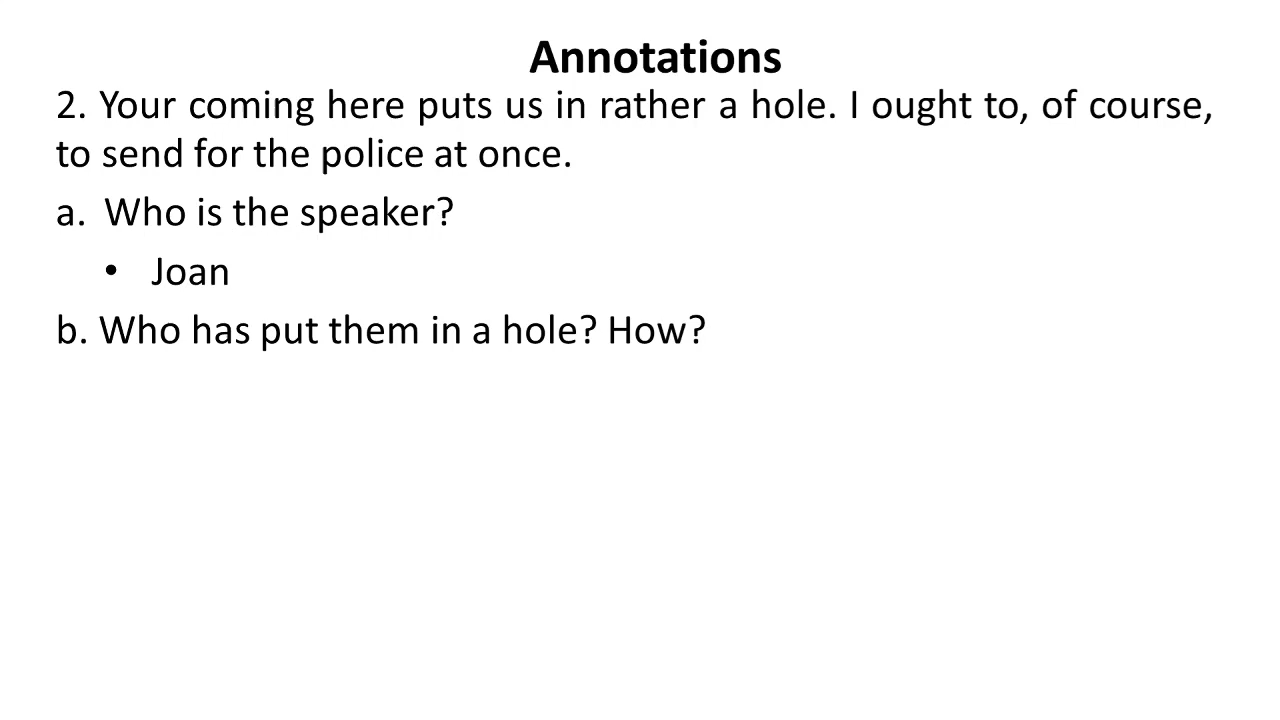 Annotations
2. Your coming here puts us in rather a hole. I ought to, of course,
to send for the police at once.
a. Who is the speaker?
• Joan
b. Who has put them in a hole? How?